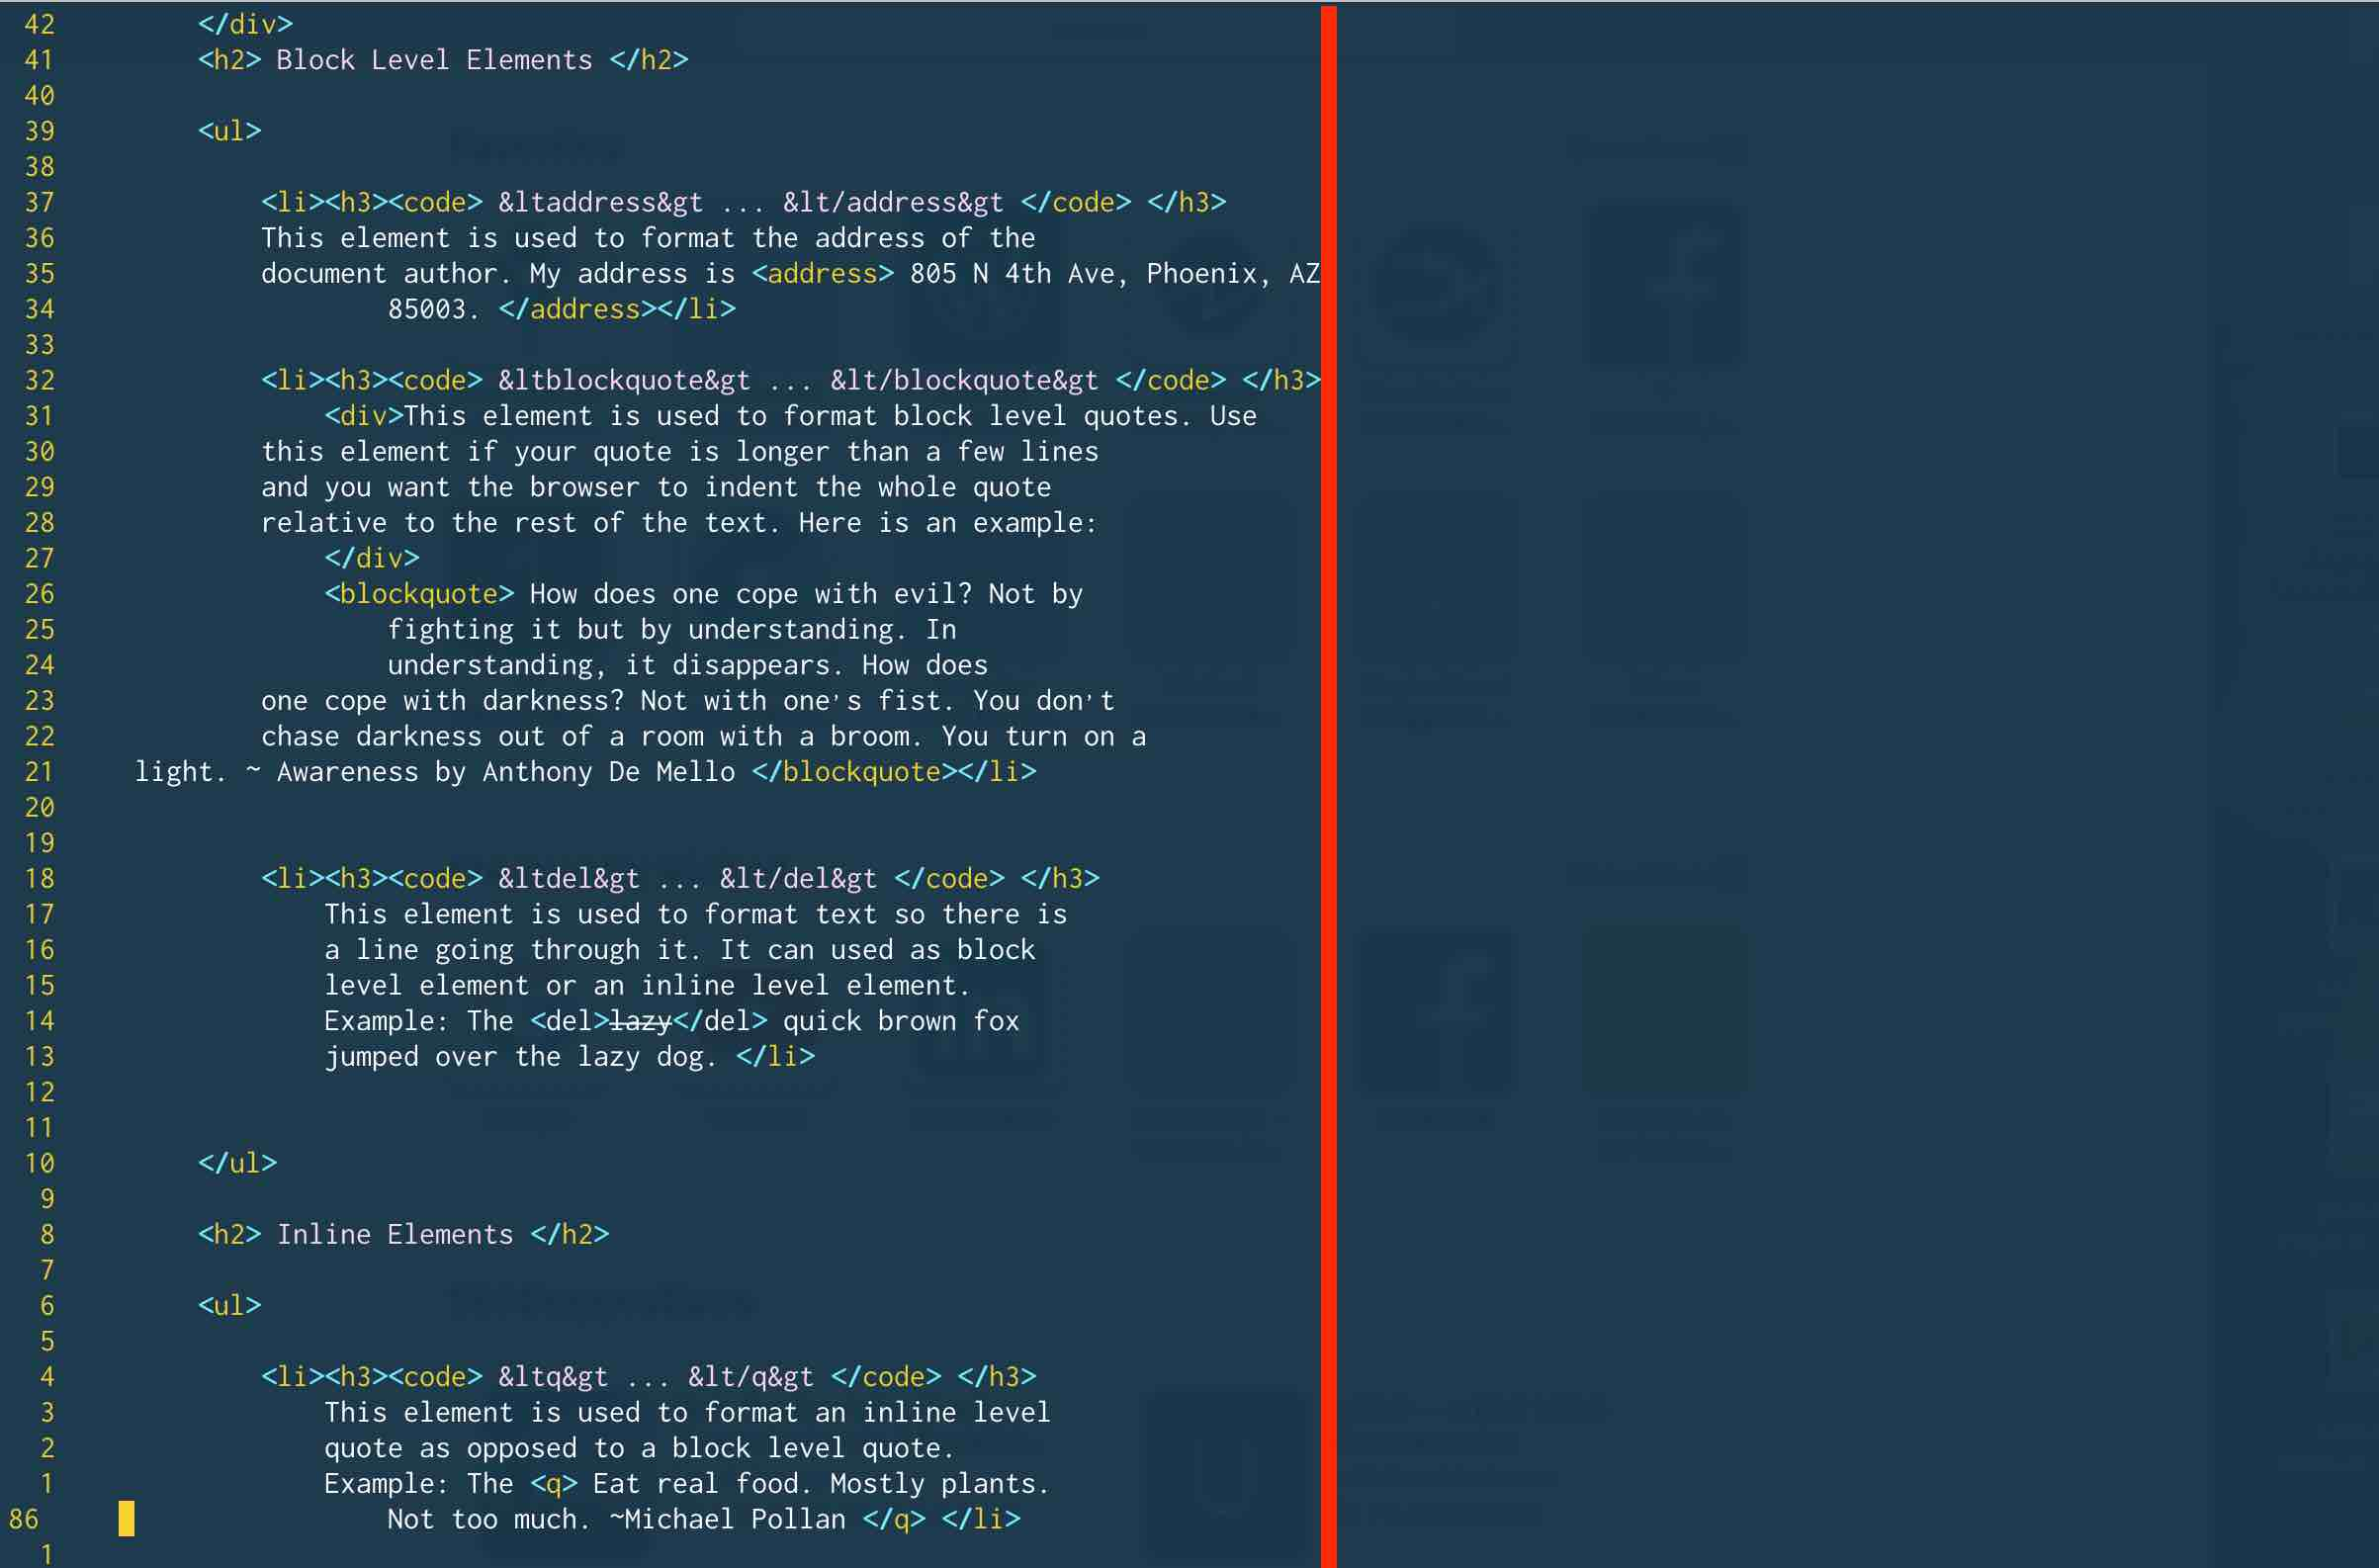 42 </div>
41 <h2> Block Level Elements </h2>
40
39 <ul>
38
37 <li><h3><code> &ltaddress&gt ... &lt/address&gt </code> </h3>
36 This element is used to format the address of the
35 document author. My address is <address> 805 N 4th Ave, Phoenix, AZ
34 85003. </address></li>
33
32 <li><h3><code> &ltblockquote&gt ... &lt/blockquote&gt </code> </h3>
31 <div>This element is used to format block level quotes. Use
30 this element if your quote is longer than a few lines
29 and you want the browser to indent the whole quote
28 relative to the rest of the text. Here is an example:
27 </div>
26 <blockquote> How does one cope with evil? Not by
25 fighting it but by understanding. In
24 understanding, it disappears. How does
23 one cope with darkness? Not with one's fist. You don't
22 chase darkness out of a room with a broom. You turn on a
21 light. ~ Awareness by Anthony De Mello </blockquote></li>
20
19
18 <li><h3><code> &ltdel&gt ... &lt/del&gt </code> </h3>
17 This element is used to format text so there is
16 a line going through it. It can used as block
15 level element or an inline level element.
14 Example: The <del>lazy</del> quick brown fox
13 jumped over the lazy dog. </li>
12
11
10 </ul>
9
8 <h2> Inline Elements </h2>
7
6 <ul>
5
4 <li><h3><code> &ltq&gt ... &lt/q&gt </code> </h3>
3 This element is used to format an inline level
2 quote as opposed to a block level quote.
1 Example: The <q> Eat real food. Mostly plants.
86 Not too much. ~Michael Pollan </q> </li>
1